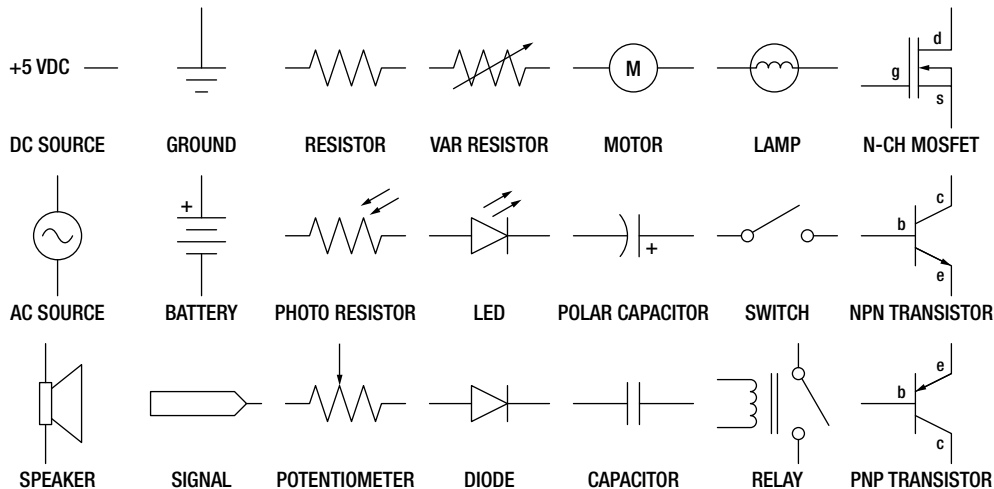 +5 VDC
M
d
g
s
DC SOURCE
GROUND
RESISTOR
VAR RESISTOR
MOTOR
LAMP
N-CH MOSFET
+
+
c
b
e
AC SOURCE
BATTERY
PHOTO RESISTOR
LED
POLAR CAPACITOR
SWITCH
NPN TRANSISTOR
e
b
c
SPEAKER
SIGNAL
POTENTIOMETER
DIODE
CAPACITOR
RELAY
PNP TRANSISTOR